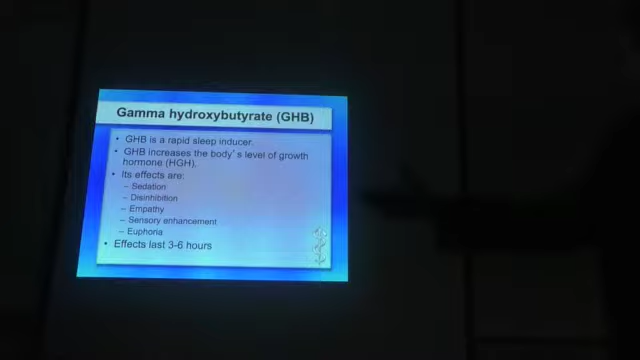 Gamma hydroxybutyrate (GHB)
• GHB is a rapid sleep inducer.
• GHB increases the body's level of growth
hormone (HGH).
• Its effects are:
– Sedation
– Disinhibition
– Empathy
– Sensory enhancement
– Euphoria
• Effects last 3-6 hours